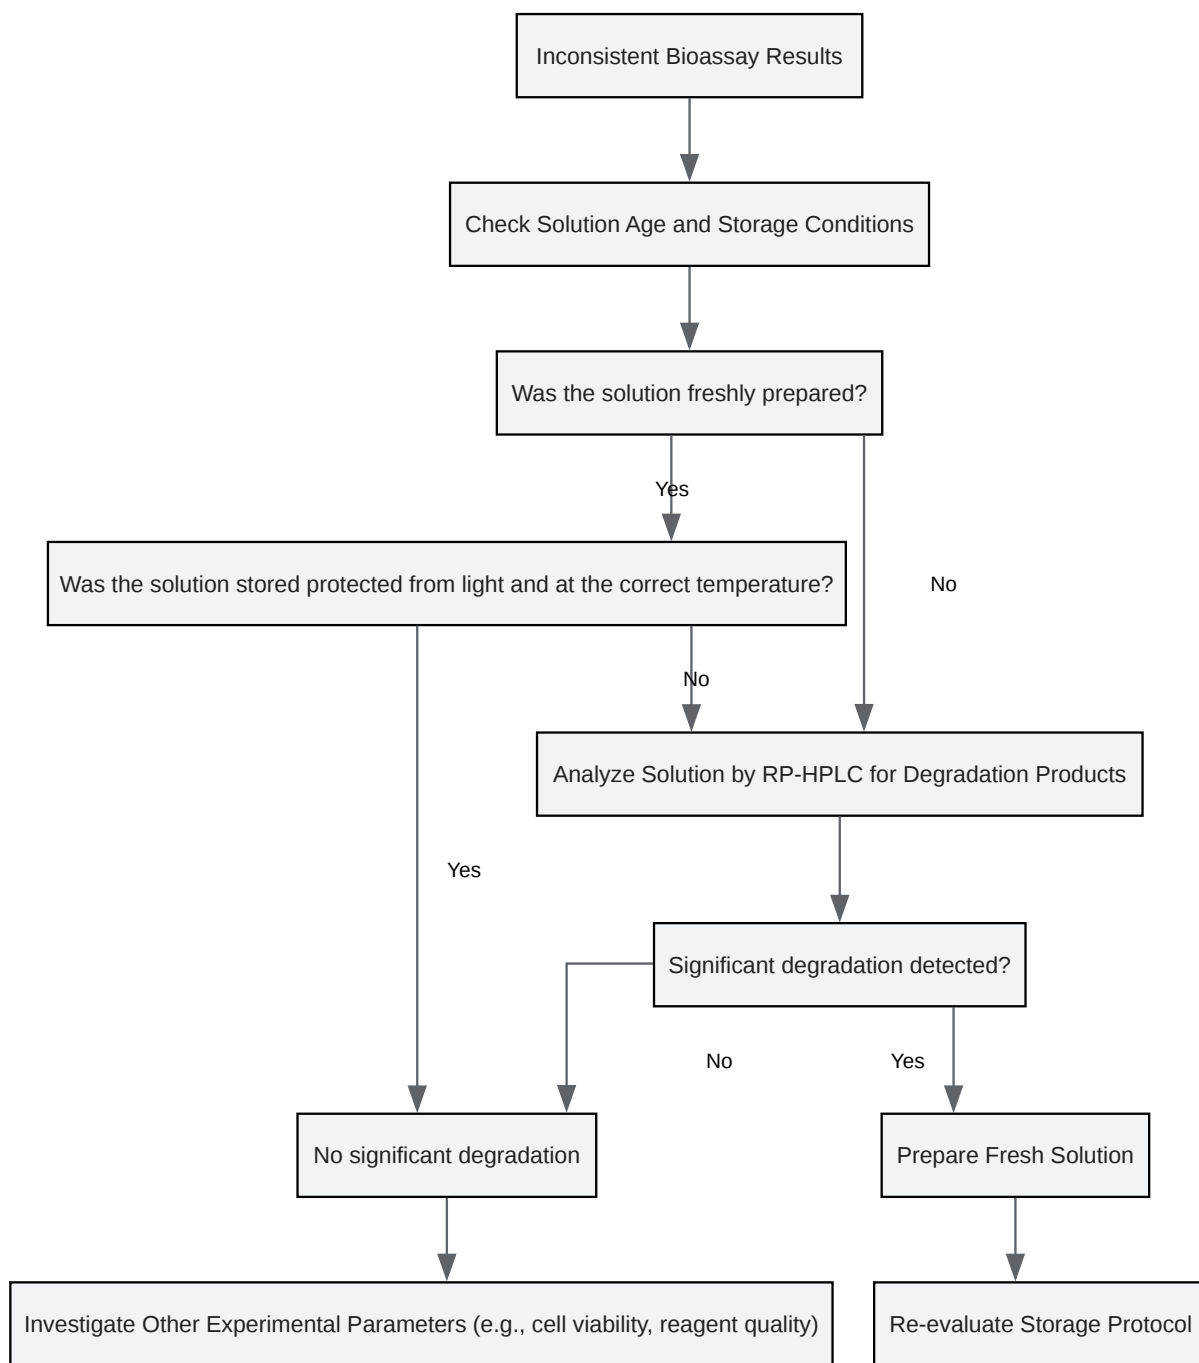 Inconsistent Bioassay Results
Check Solution Age and Storage Conditions
Was the solution freshly prepared?
Yes
Was the solution stored protected from light and at the correct temperature?
No
No
Analyze Solution by RP-HPLC for Degradation Products
Yes
Significant degradation detected?
No
Yes
No significant degradation
Prepare Fresh Solution
Investigate Other Experimental Parameters (e.g., cell viability, reagent quality)
Re-evaluate Storage Protocol